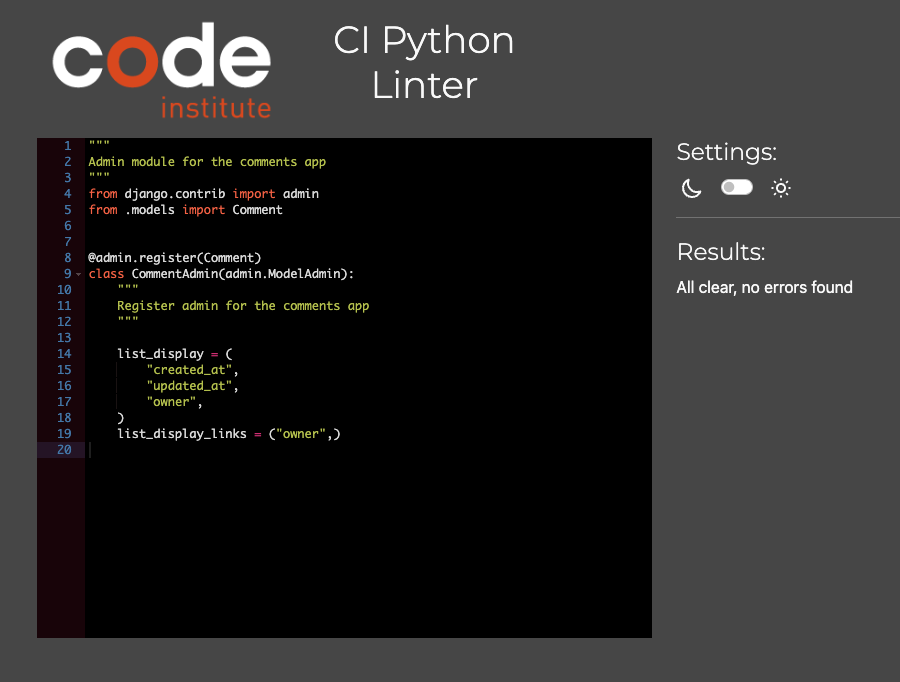 code
institute
CI Python
Linter
1 """
2 Admin module for the comments app
3 """
4 from django.contrib import admin
5 from .models import Comment
6
7
8 @admin.register(Comment)
9 class CommentAdmin(admin.ModelAdmin):
10     """
11     Register admin for the comments app
12     """
13
14     list_display = (
15         "created_at",
16         "updated_at",
17         "owner",
18     )
19     list_display_links = ("owner",)
20
Settings:
Results:
All clear, no errors found